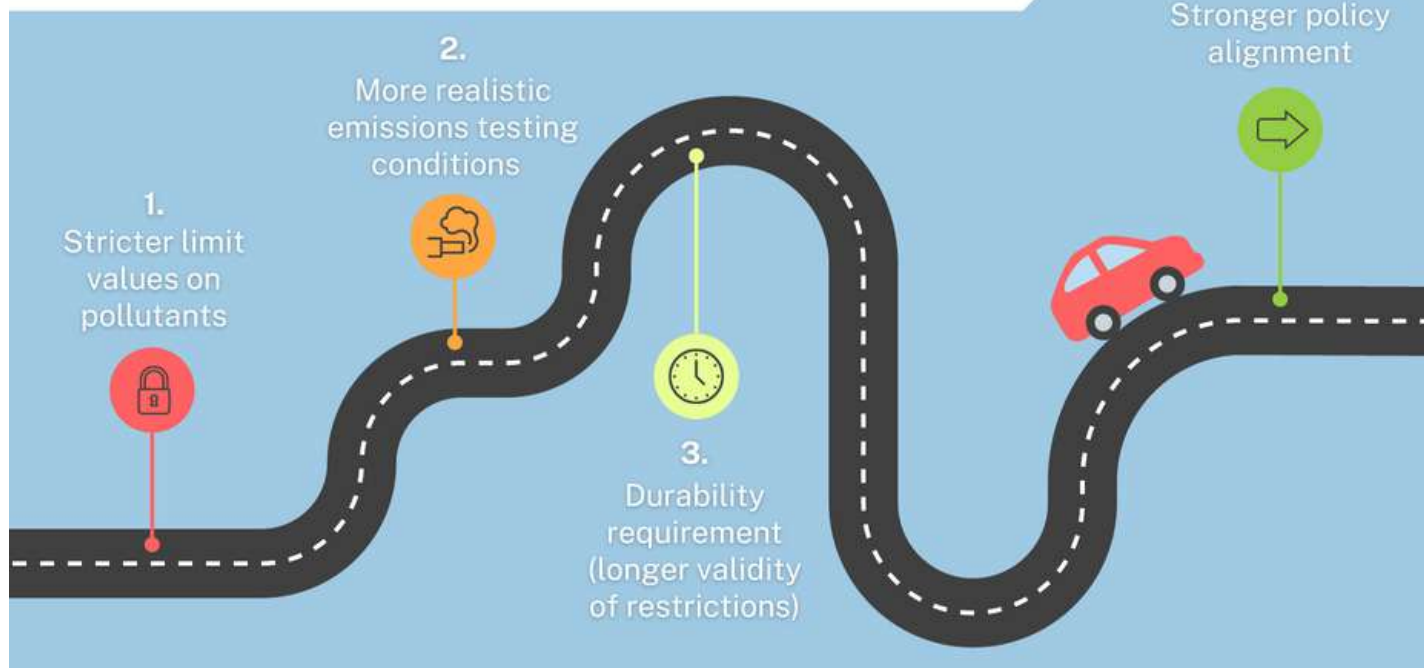 1.
Stricter limit
values on
pollutants
2.
More realistic
emissions testing
conditions
3.
Durability
requirement
(longer validity
of restrictions)
Stronger policy
alignment